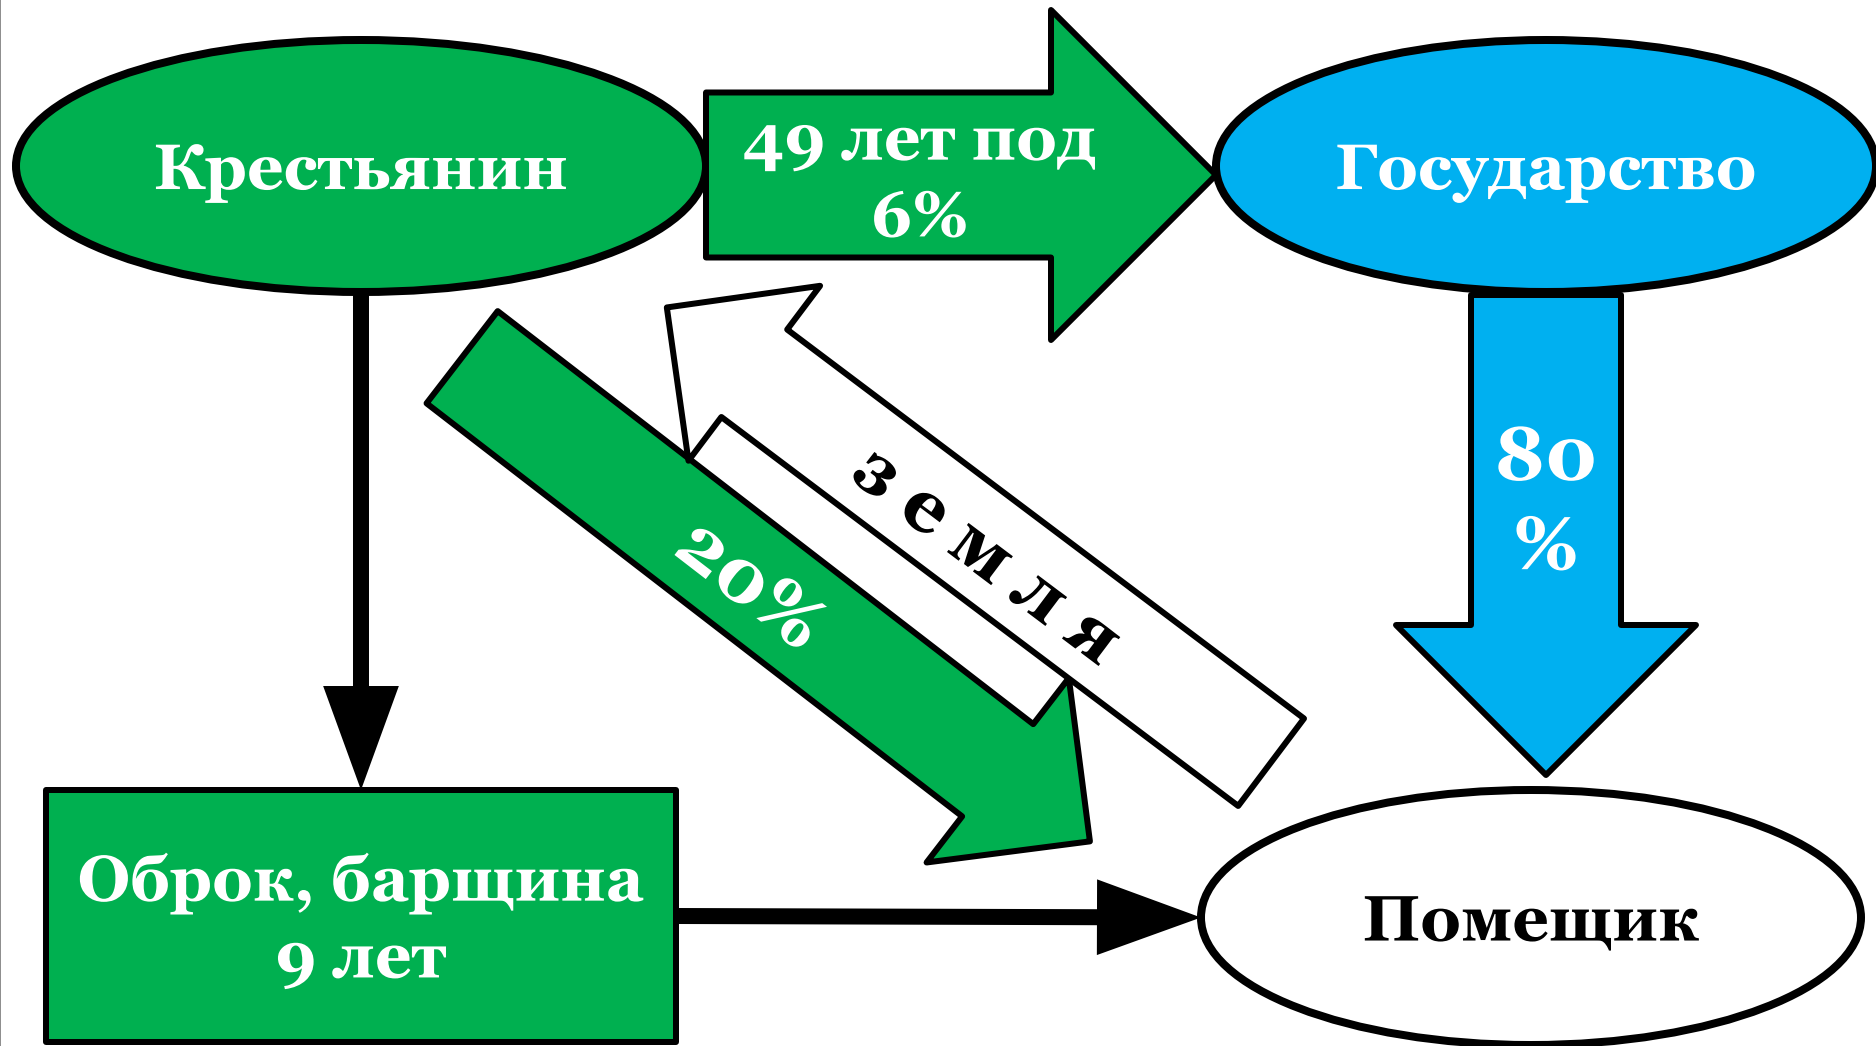 Крестьянин
49 лет под
6%
Государство
земля
20%
80
%
Оброк, барщина
9 лет
Помещик